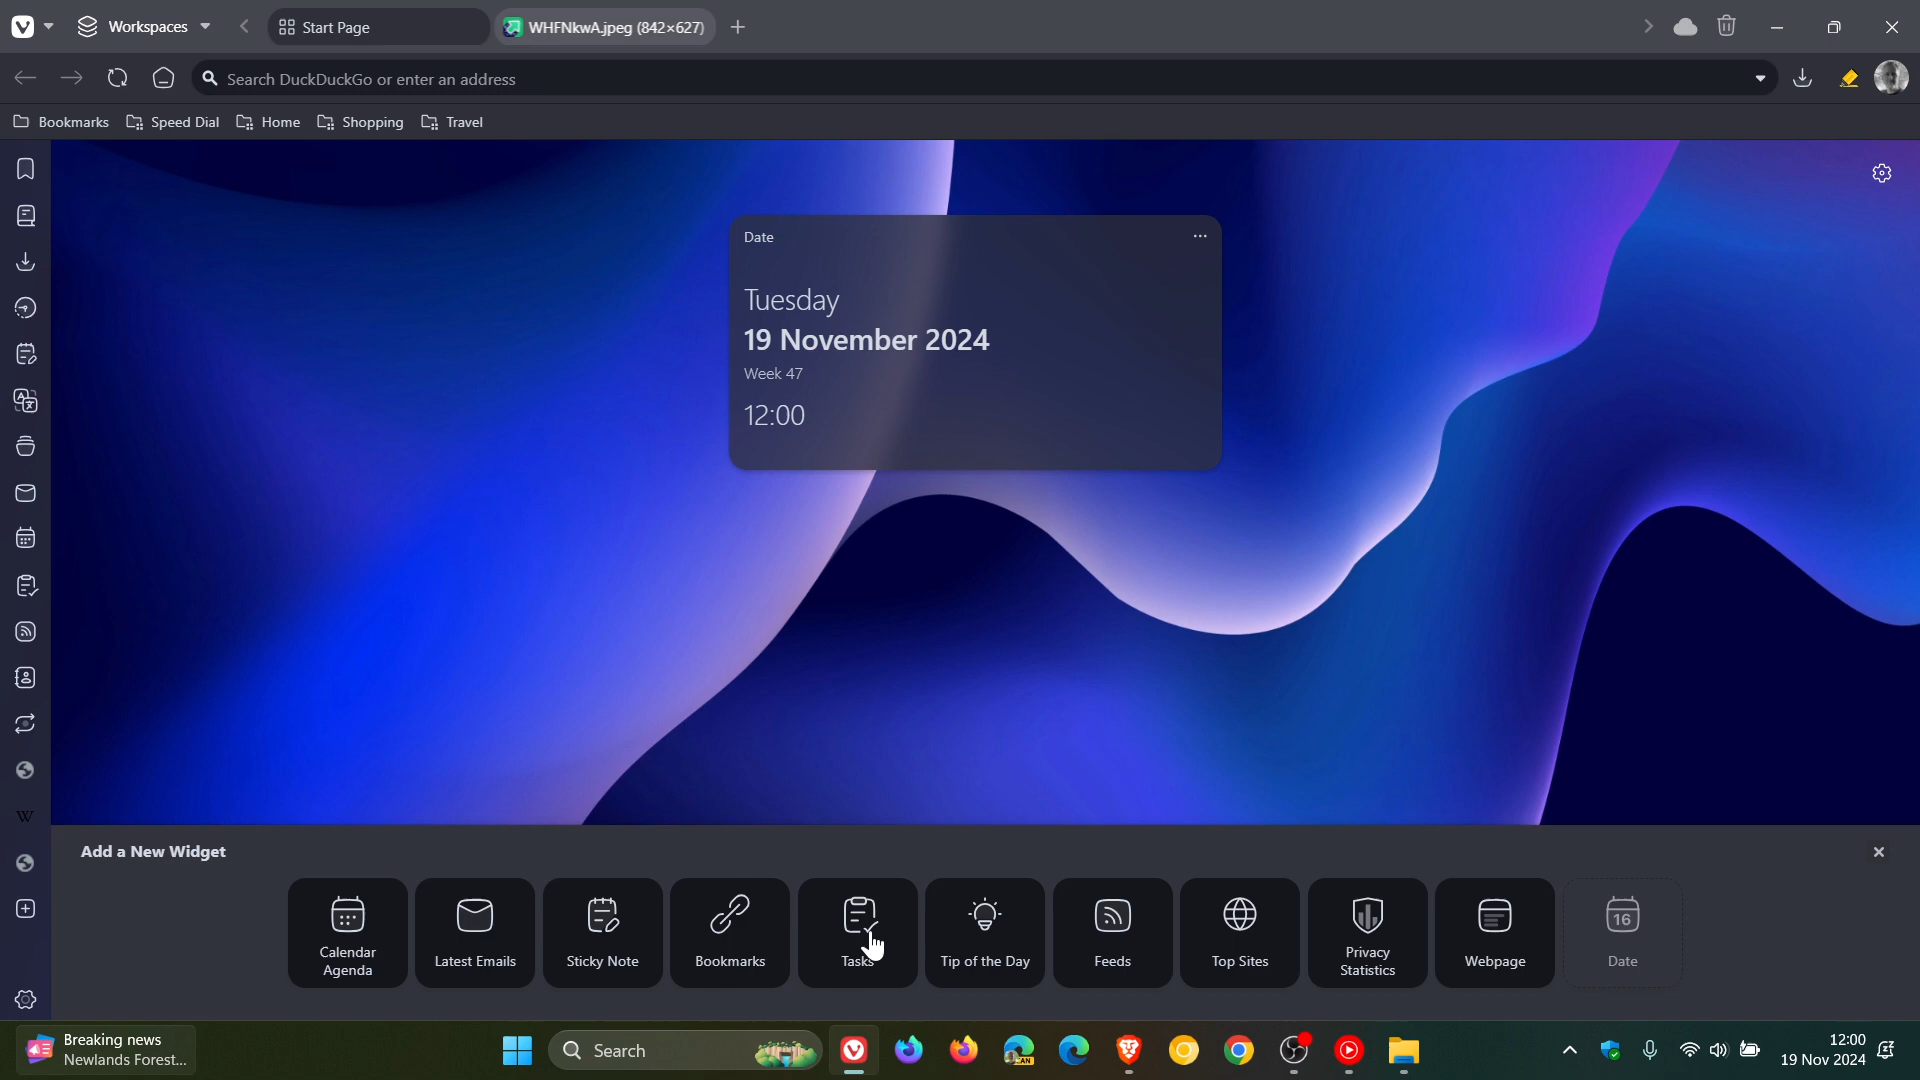 Workspaces
Start Page
WHFNkwA.jpeg (842×627)
Search DuckDuckGo or enter an address
Bookmarks
Speed Dial
Home
Shopping
Travel
Date
Tuesday
19 November 2024
Week 47
12:00
W
Add a New Widget
Calendar
Agenda
Latest Emails
Sticky Note
Bookmarks
Tasks
Tip of the Day
Feeds
Top Sites
Privacy
Statistics
Webpage
16
Date
Breaking news
Newlands Forest...
Search
CAN
12:00
19 Nov 2024